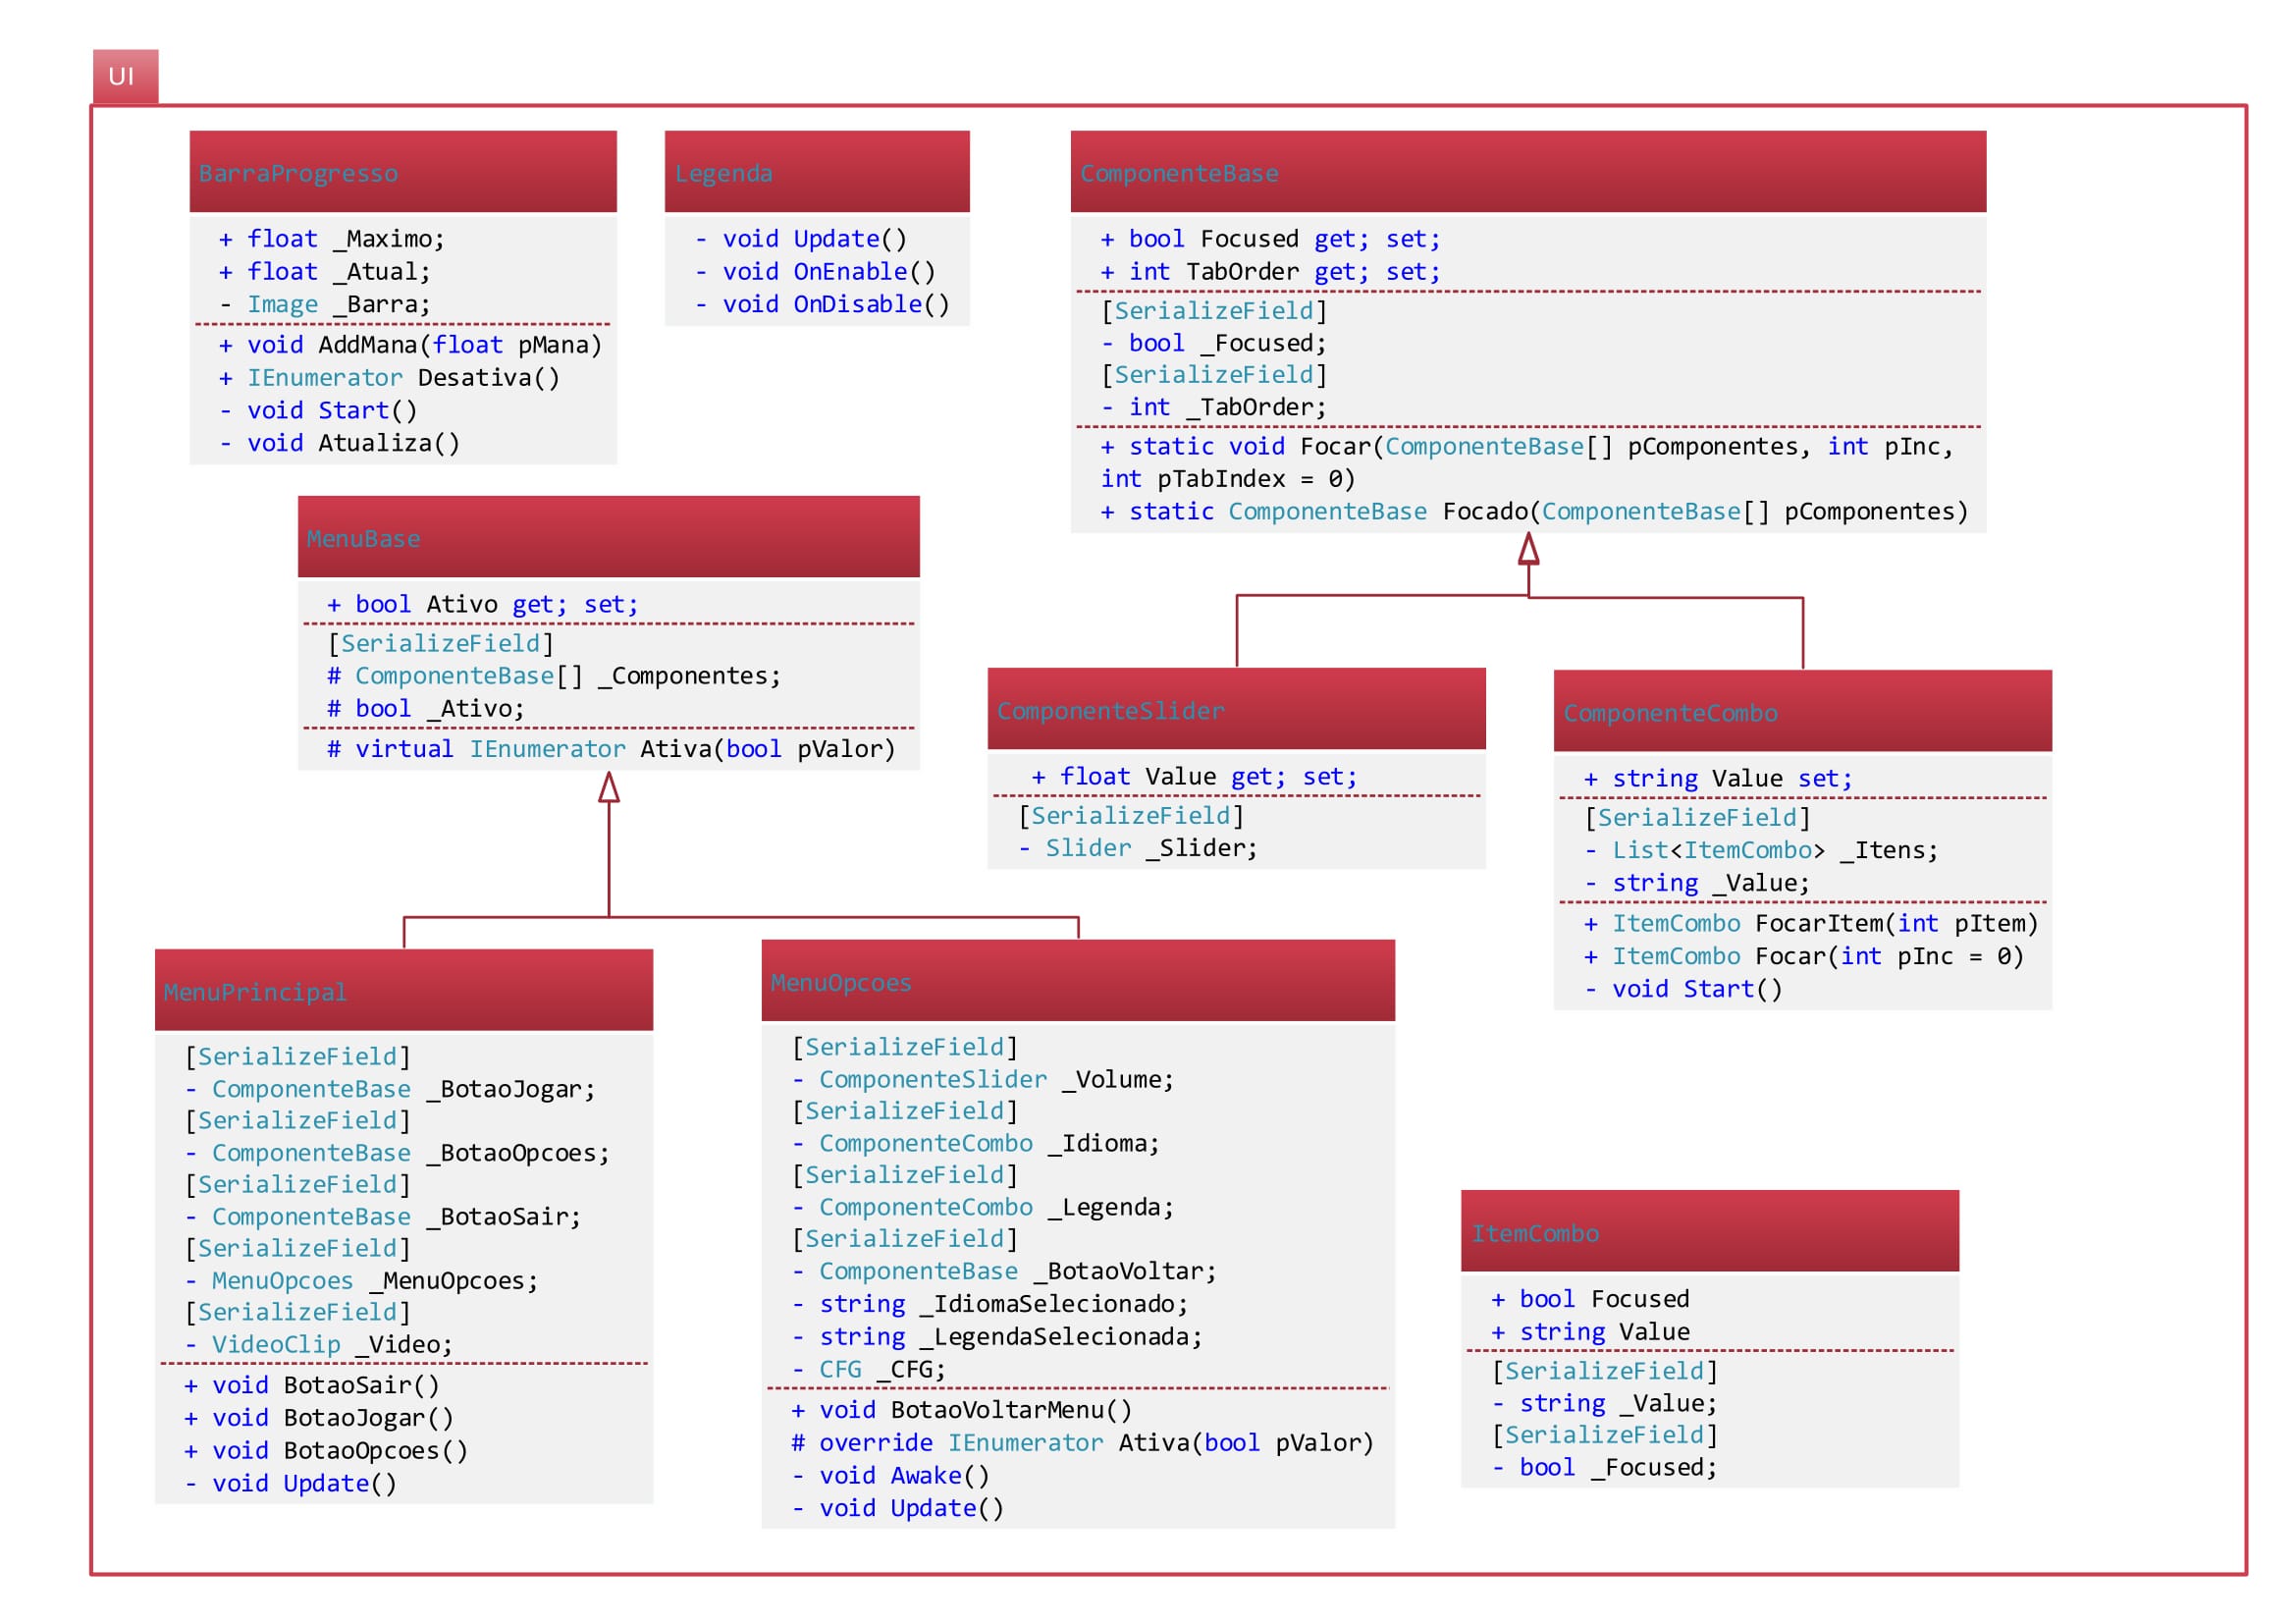 UI
BarraProgresso
+ float _Maximo;
+ float _Atual;
- Image _Barra;
+ void AddMana(float pMana)
+ IEnumerator Desativa()
- void Start()
- void Atualiza()
Legenda
- void Update()
- void OnEnable()
- void OnDisable()
ComponenteBase
+ bool Focused get; set;
+ int TabOrder get; set;
[SerializeField]
- bool _Focused;
[SerializeField]
- int _TabOrder;
+ static void Focar(ComponenteBase[] pComponentes, int pInc,
int pTabIndex = 0)
+ static ComponenteBase Focado(ComponenteBase[] pComponentes)
MenuBase
+ bool Ativo get; set;
[SerializeField]
# ComponenteBase[] _Componentes;
# bool _Ativo;
# virtual IEnumerator Ativa(bool pValor)
ComponenteSlider
+ float Value get; set;
[SerializeField]
- Slider _Slider;
ComponenteCombo
+ string Value set;
[SerializeField]
- List<ItemCombo> _Itens;
- string _Value;
+ ItemCombo FocarItem(int pItem)
+ ItemCombo Focar(int pInc = 0)
- void Start()
MenuPrincipal
[SerializeField]
- ComponenteBase _BotaoJogar;
[SerializeField]
- ComponenteBase _BotaoOpcoes;
[SerializeField]
- ComponenteBase _BotaoSair;
[SerializeField]
- MenuOpcoes _MenuOpcoes;
[SerializeField]
- VideoClip _Video;
+ void BotaoSair()
+ void BotaoJogar()
+ void BotaoOpcoes()
- void Update()
MenuOpcoes
[SerializeField]
- ComponenteSlider _Volume;
[SerializeField]
- ComponenteCombo _Idioma;
[SerializeField]
- ComponenteCombo _Legenda;
[SerializeField]
- ComponenteBase _BotaoVoltar;
- string _IdiomaSelecionado;
- string _LegendaSelecionada;
- CFG _CFG;
+ void BotaoVoltarMenu()
# override IEnumerator Ativa(bool pValor)
- void Awake()
- void Update()
ItemCombo
+ bool Focused
+ string Value
[SerializeField]
- string _Value;
[SerializeField]
- bool _Focused;